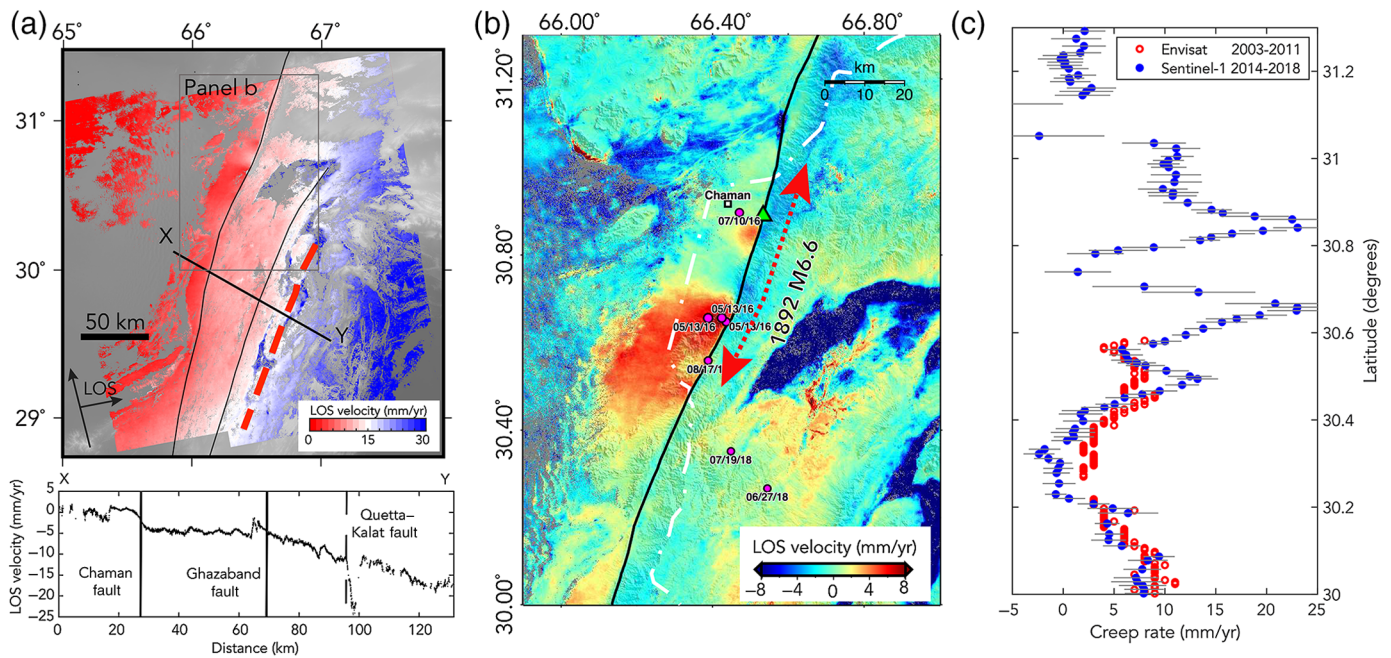 (a)
65° 66° 67°
Panel b
31°
X
30°
50 km
Y
LOS
29°
LOS velocity (mm/yr)
0 15 30
X Y
LOS velocity (mm/yr)
5
0
−5
−10
−15
−20
−25
Chaman
fault
Ghazaband
fault
Quetta–
Kalat fault
0 20 40 60 80 100 120
Distance (km)
(b)
66.00° 66.40° 66.80°
31.20°
km
0 10 20
Chaman
07/10/16
30.80°
1892 M6.6
05/13/16
05/13/16
05/13/16
08/17/1
30.40°
07/19/18
06/27/18
LOS velocity (mm/yr)
−8 −4 0 4 8
30.00°
(c)
Envisat 2003-2011
Sentinel-1 2014-2018
31.2
31
30.8
30.6
30.4
30.2
30
Latitude (degrees)
−5 0 5 10 15 20 25
Creep rate (mm/yr)